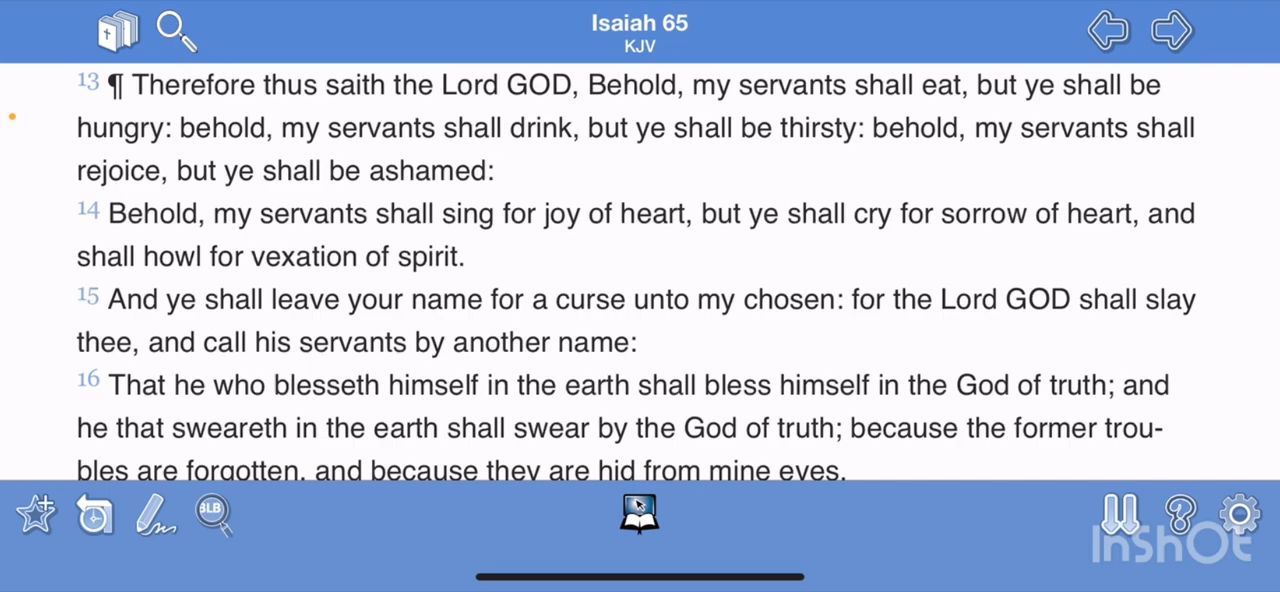 Isaiah 65
KJV
13 ¶ Therefore thus saith the Lord GOD, Behold, my servants shall eat, but ye shall be
hungry: behold, my servants shall drink, but ye shall be thirsty: behold, my servants shall
rejoice, but ye shall be ashamed:
14 Behold, my servants shall sing for joy of heart, but ye shall cry for sorrow of heart, and
shall howl for vexation of spirit.
15 And ye shall leave your name for a curse unto my chosen: for the Lord GOD shall slay
thee, and call his servants by another name:
16 That he who blesseth himself in the earth shall bless himself in the God of truth; and
he that sweareth in the earth shall swear by the God of truth; because the former trou-
bles are forgotten, and because they are hid from mine eyes.
BLB
InShOt